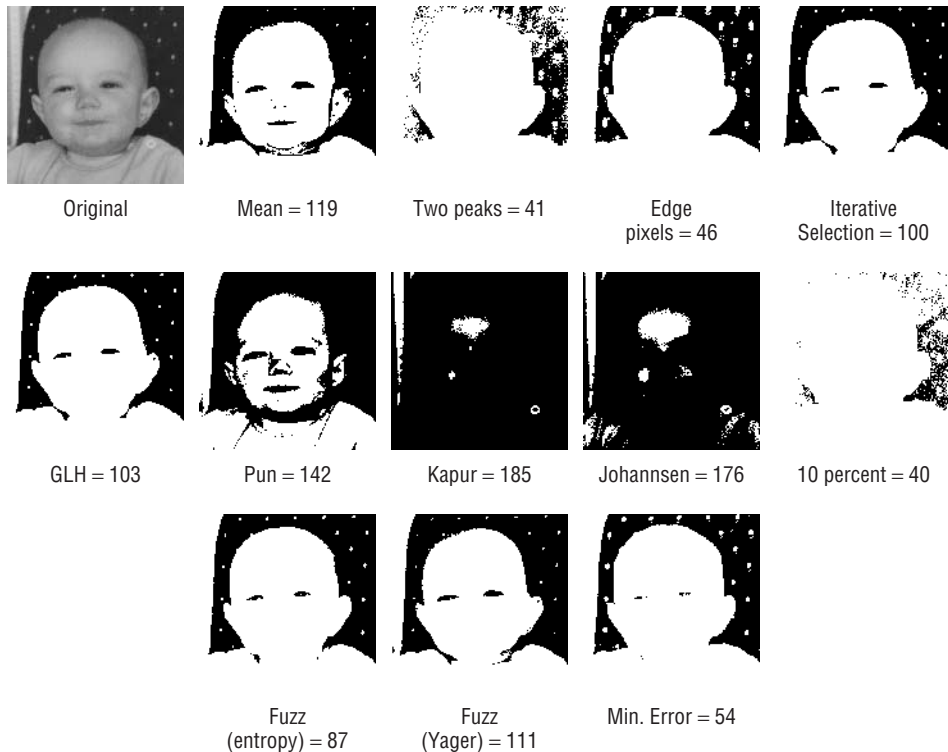 Original
Mean = 119
Two peaks = 41
Edge
pixels = 46
Iterative
Selection = 100
GLH = 103
Pun = 142
Kapur = 185
Johannsen = 176
10 percent = 40
Fuzz
(entropy) = 87
Fuzz
(Yager) = 111
Min. Error = 54